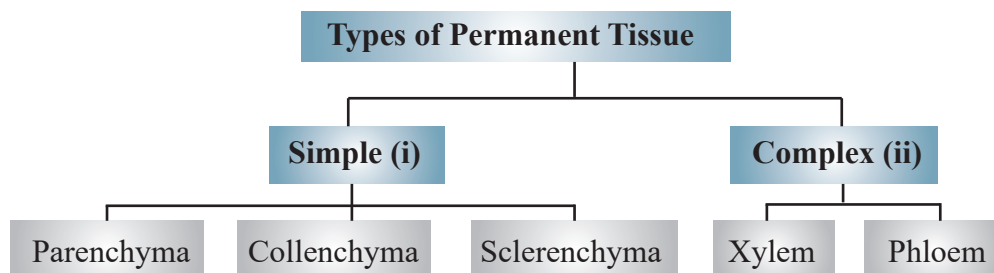 Types of Permanent Tissue
Simple (i)
Complex (ii)
Parenchyma
Collenchyma
Sclerenchyma
Xylem
Phloem